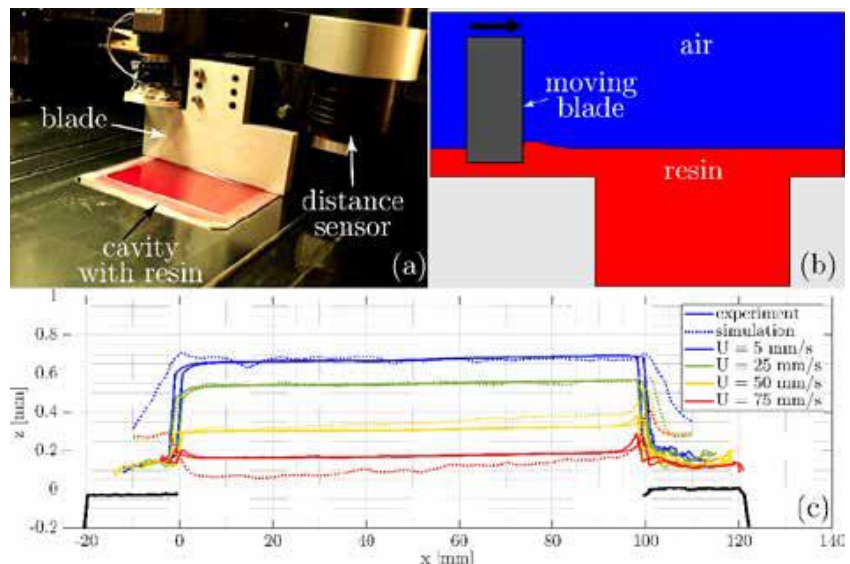 blade
cavity
with resin
distance
sensor
(a)
air
moving
blade
resin
(b)
1
0.8
0.6
0.4
0.2
0
-0.2
z [mm]
experiment
simulation
U = 5 mm/s
U = 25 mm/s
U = 50 mm/s
U = 75 mm/s
(c)
-20
0
20
40
60
80
100
120
140
x [mm]